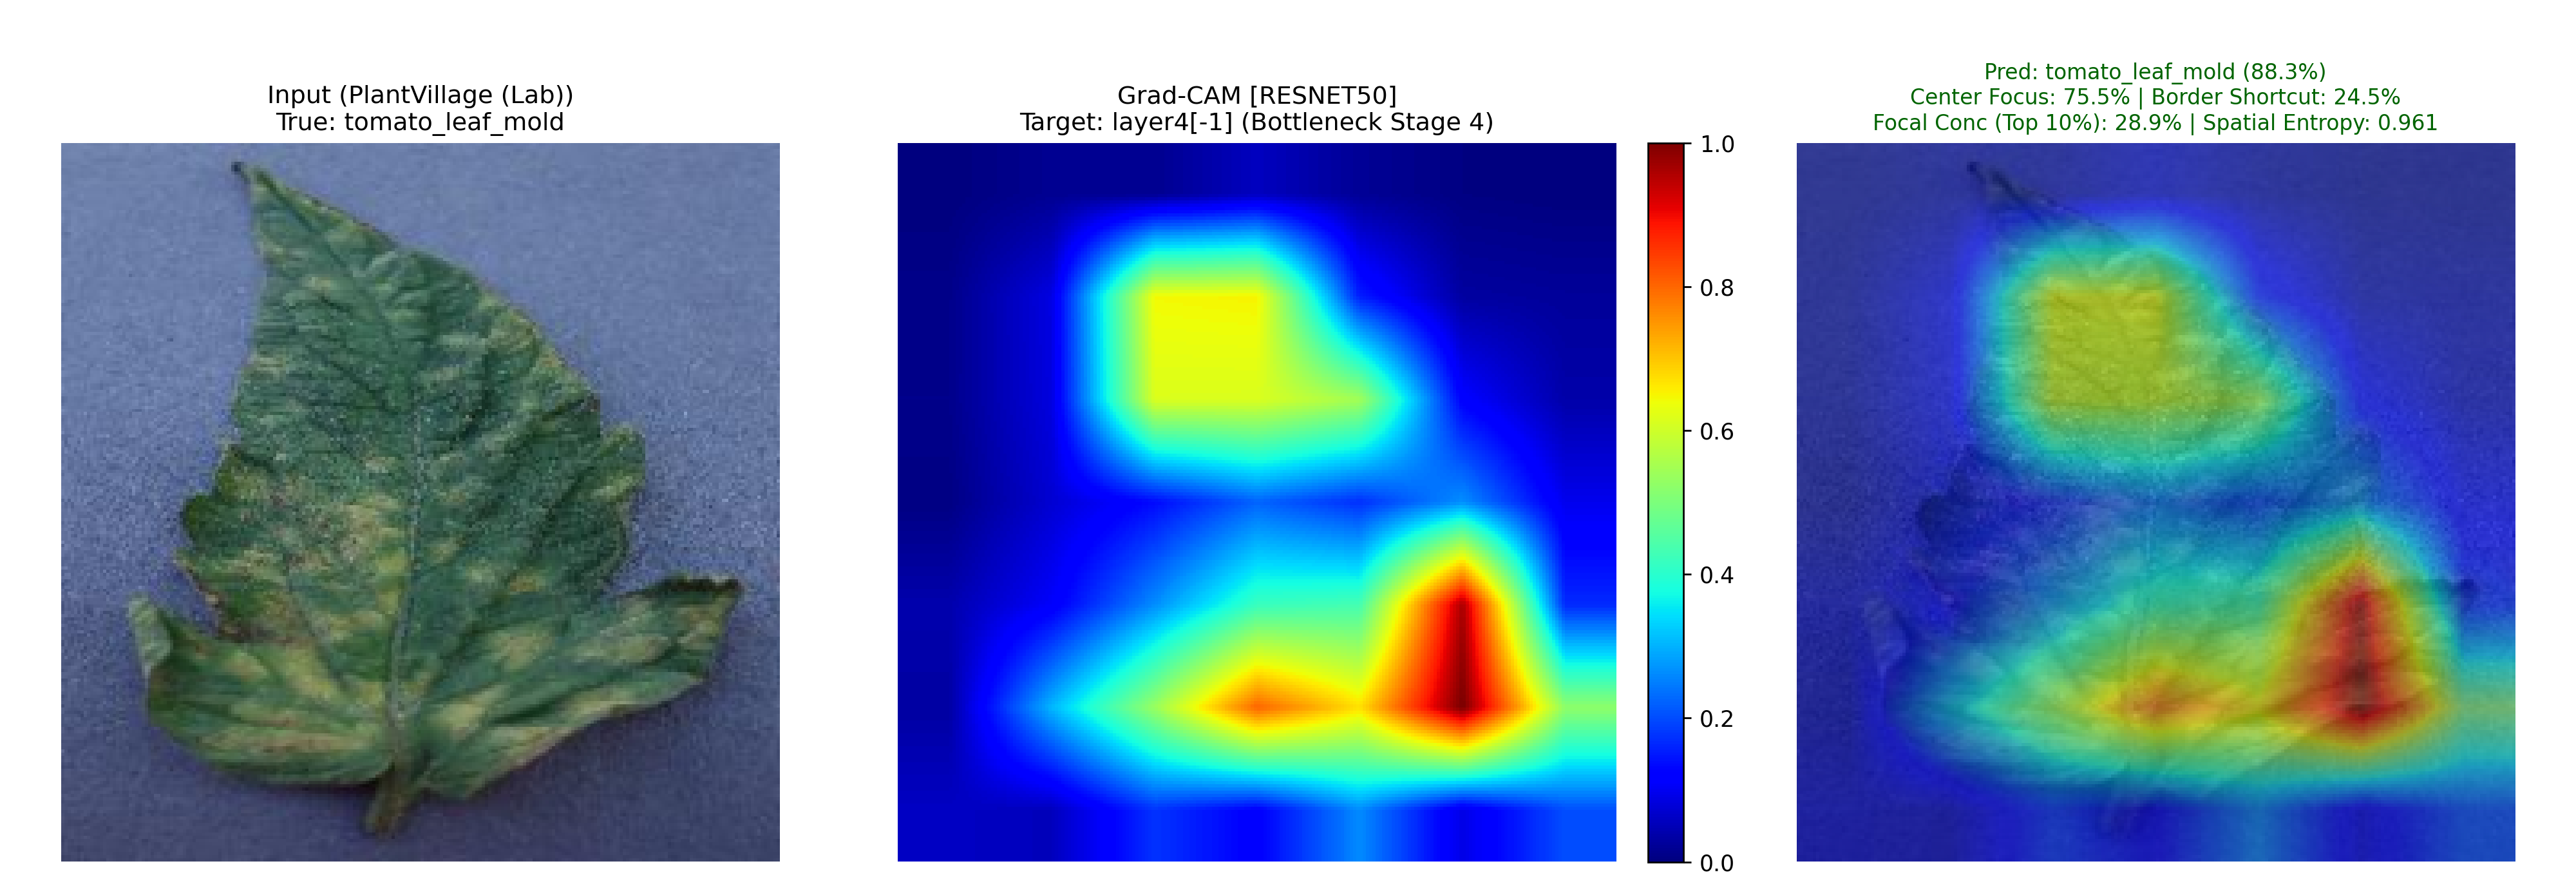 Input (PlantVillage (Lab))
True: tomato_leaf_mold
Grad-CAM [RESNET50]
Target: layer4[-1] (Bottleneck Stage 4)
1.0
0.8
0.6
0.4
0.2
0.0
Pred: tomato_leaf_mold (88.3%)
Center Focus: 75.5% | Border Shortcut: 24.5%
Focal Conc (Top 10%): 28.9% | Spatial Entropy: 0.961